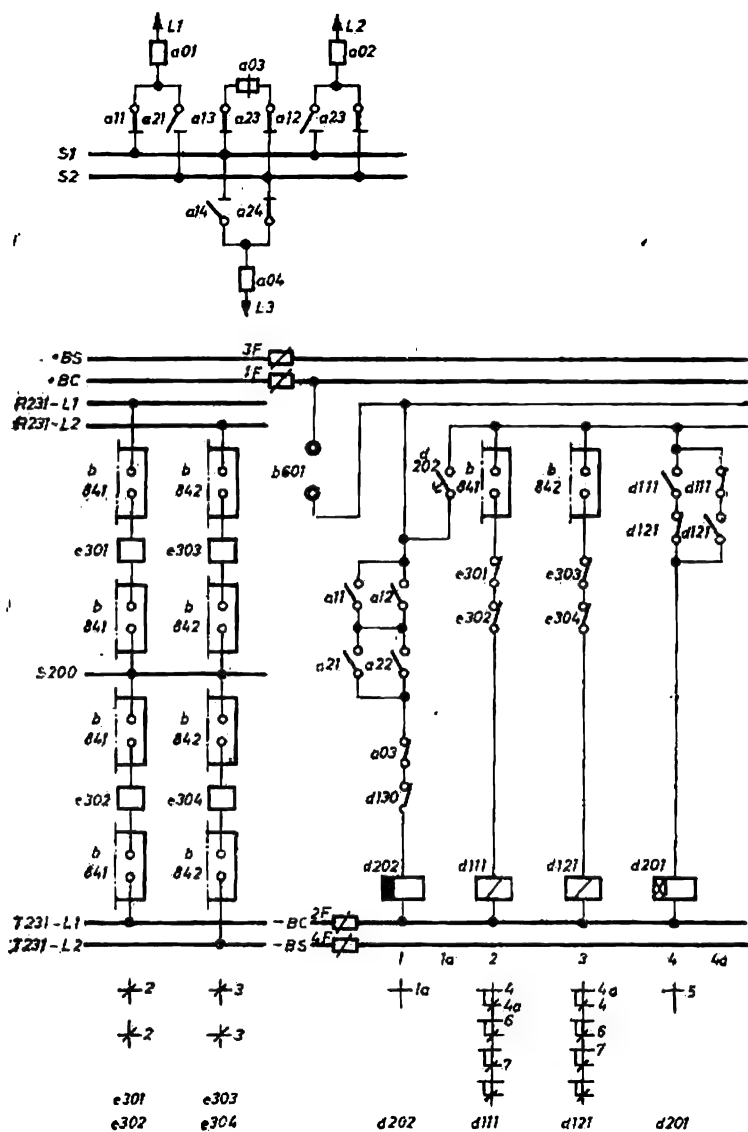 L1 L2
a01 a02
a03
a11 a21 a13 a23 a12 a23
S1
S2
a14 a24
a04
L3
+BS 3F
+BC 1F
R231-L1
R231-L2
b 841 b 842 b601 d 202 b 841 b 842 d111 d111
e301 e303 d121 d121
b 841 b 842 a11 a12 e301 e303
e302 e304
S200 a21 a22
b 841 b 842
a03
e302 e304 d130
b 841 b 842 d202 d111 d121 d201
T231-L1 -BC 2F
T231-L2 -BS 4F
1 1a 2 3 4 4a
2 3 1a 4 4a 5
4a 4
2 3 6 6
7 7
e301 e303
e302 e304 d202 d111 d121 d201